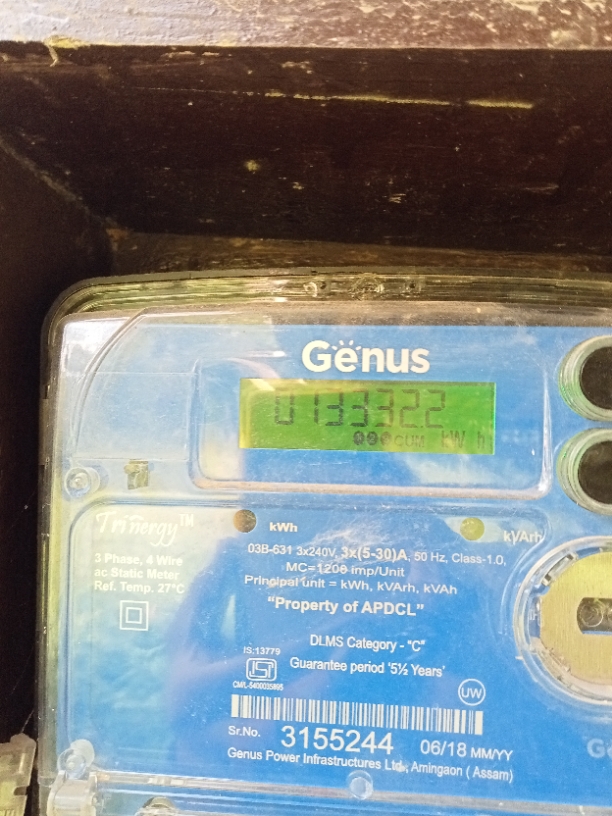 Genus
0133322
CUM kW h
Trinergy™
kWh
kVArh
3 Phase, 4 Wire
ac Static Meter
Ref. Temp. 27°C
03B-631 3x240V, 3x(5-30)A, 50 Hz, Class-1.0,
MC=1200 imp/Unit
Principal unit = kWh, kVArh, kVAh
"Property of APDCL"
DLMS Category - "C"
IS:13779
Guarantee period '5½ Years'
ISI
CM/L-5400035895
UW
Sr.No. 3155244 06/18 MM/YY
Genus Power Infrastructures Ltd., Amingaon ( Assam)